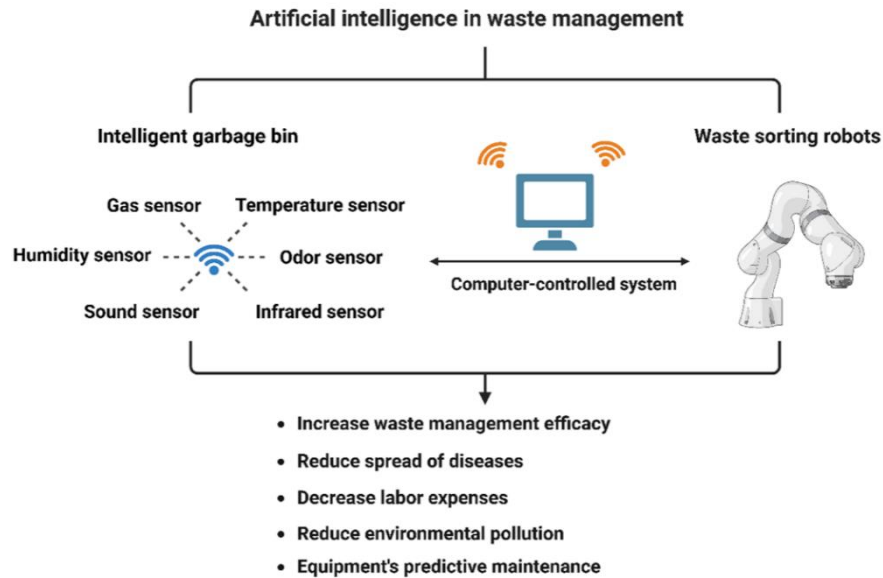 Artificial intelligence in waste management
Intelligent garbage bin
Waste sorting robots
Gas sensor
Temperature sensor
Humidity sensor
Odor sensor
Sound sensor
Infrared sensor
Computer-controlled system
• Increase waste management efficacy
• Reduce spread of diseases
• Decrease labor expenses
• Reduce environmental pollution
• Equipment's predictive maintenance